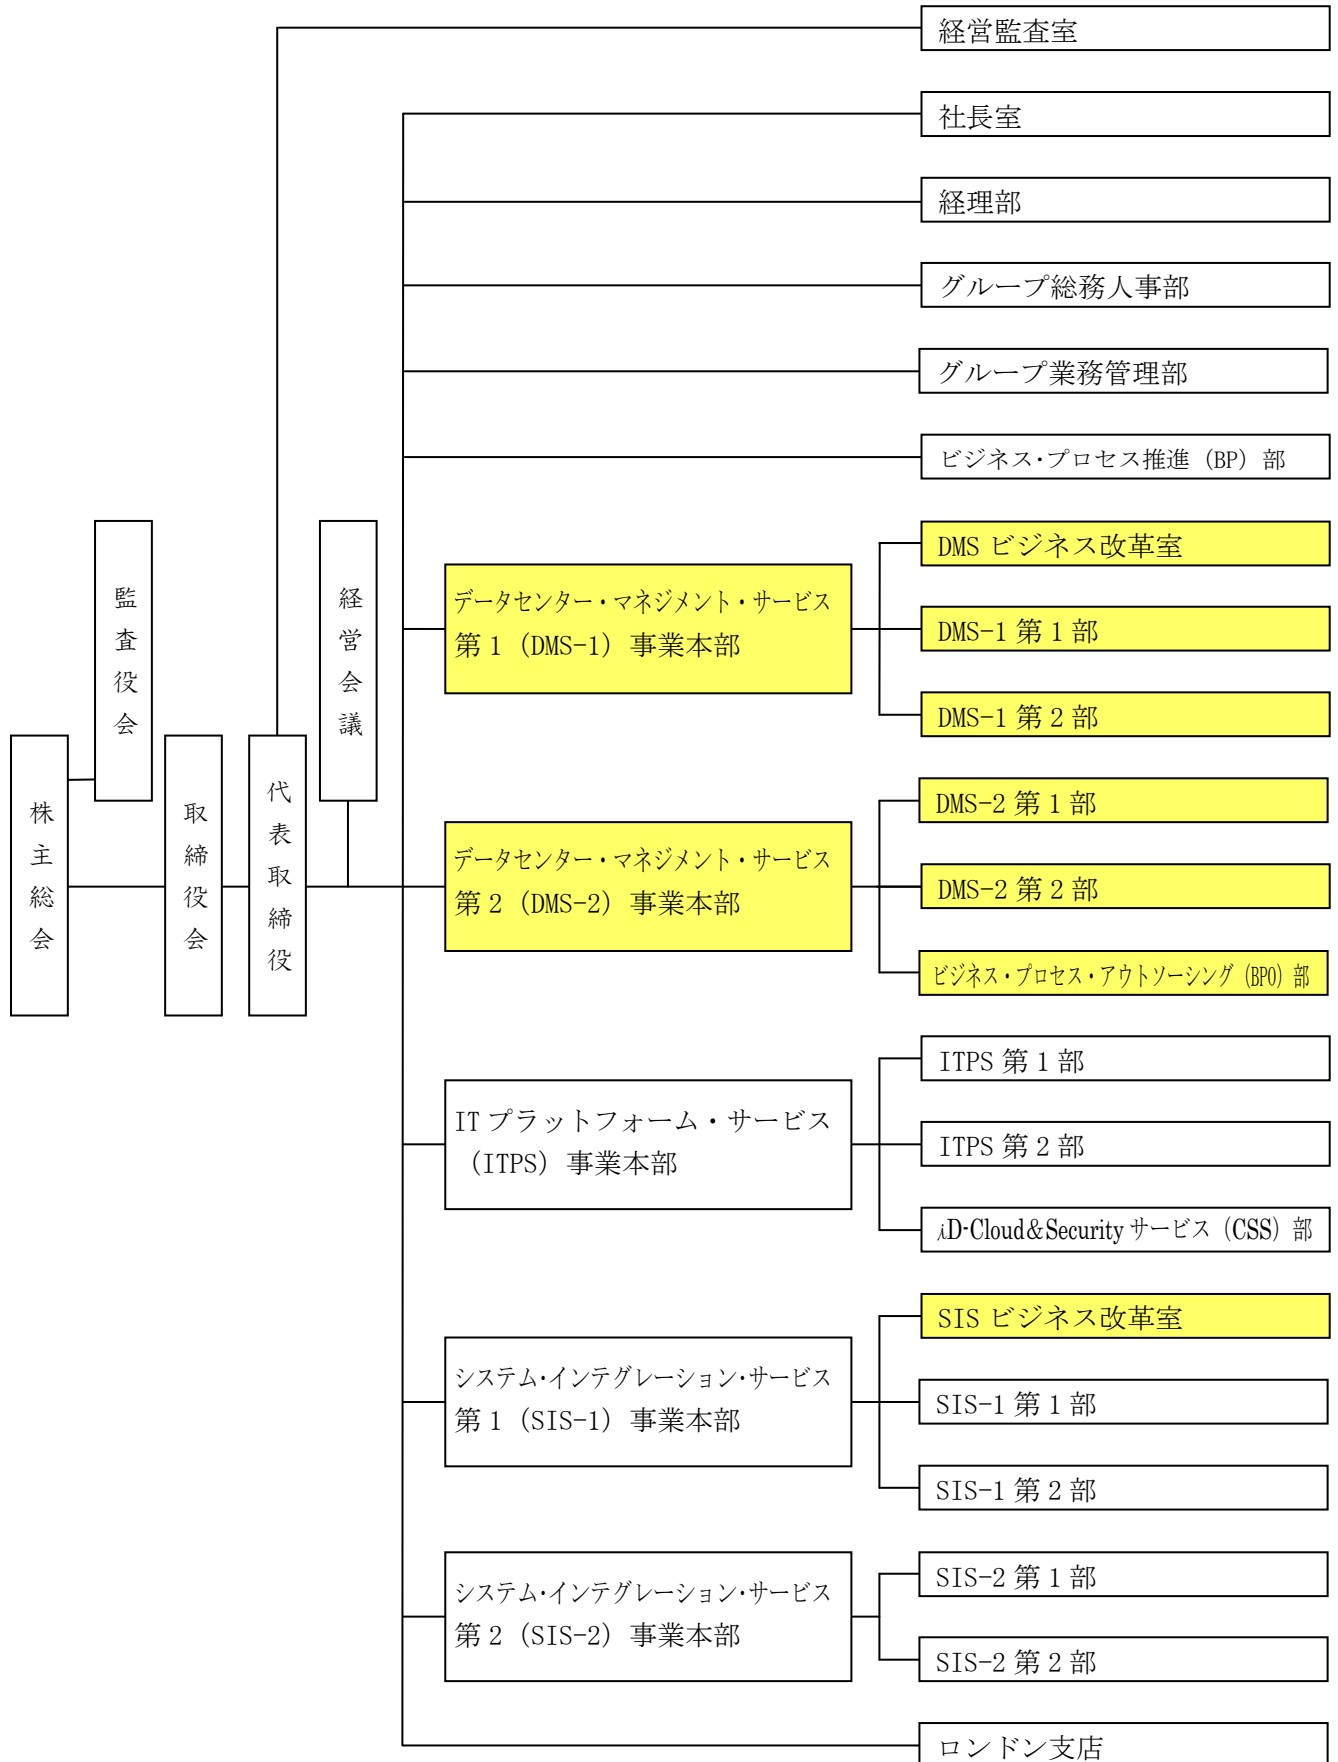 経営監査室
社長室
経理部
グループ総務人事部
グループ業務管理部
ビジネス・プロセス推進（BP）部
株主総会
監査役会
取締役会
代表取締役
経営会議
データセンター・マネジメント・サービス
第1（DMS-1）事業本部
DMS ビジネス改革室
DMS-1 第1部
DMS-1 第2部
データセンター・マネジメント・サービス
第2（DMS-2）事業本部
DMS-2 第1部
DMS-2 第2部
ビジネス・プロセス・アウトソーシング（BPO）部
IT プラットフォーム・サービス
（ITPS）事業本部
ITPS 第1部
ITPS 第2部
iD-Cloud&Security サービス（CSS）部
システム・インテグレーション・サービス
第1（SIS-1）事業本部
SIS ビジネス改革室
SIS-1 第1部
SIS-1 第2部
システム・インテグレーション・サービス
第2（SIS-2）事業本部
SIS-2 第1部
SIS-2 第2部
ロンドン支店